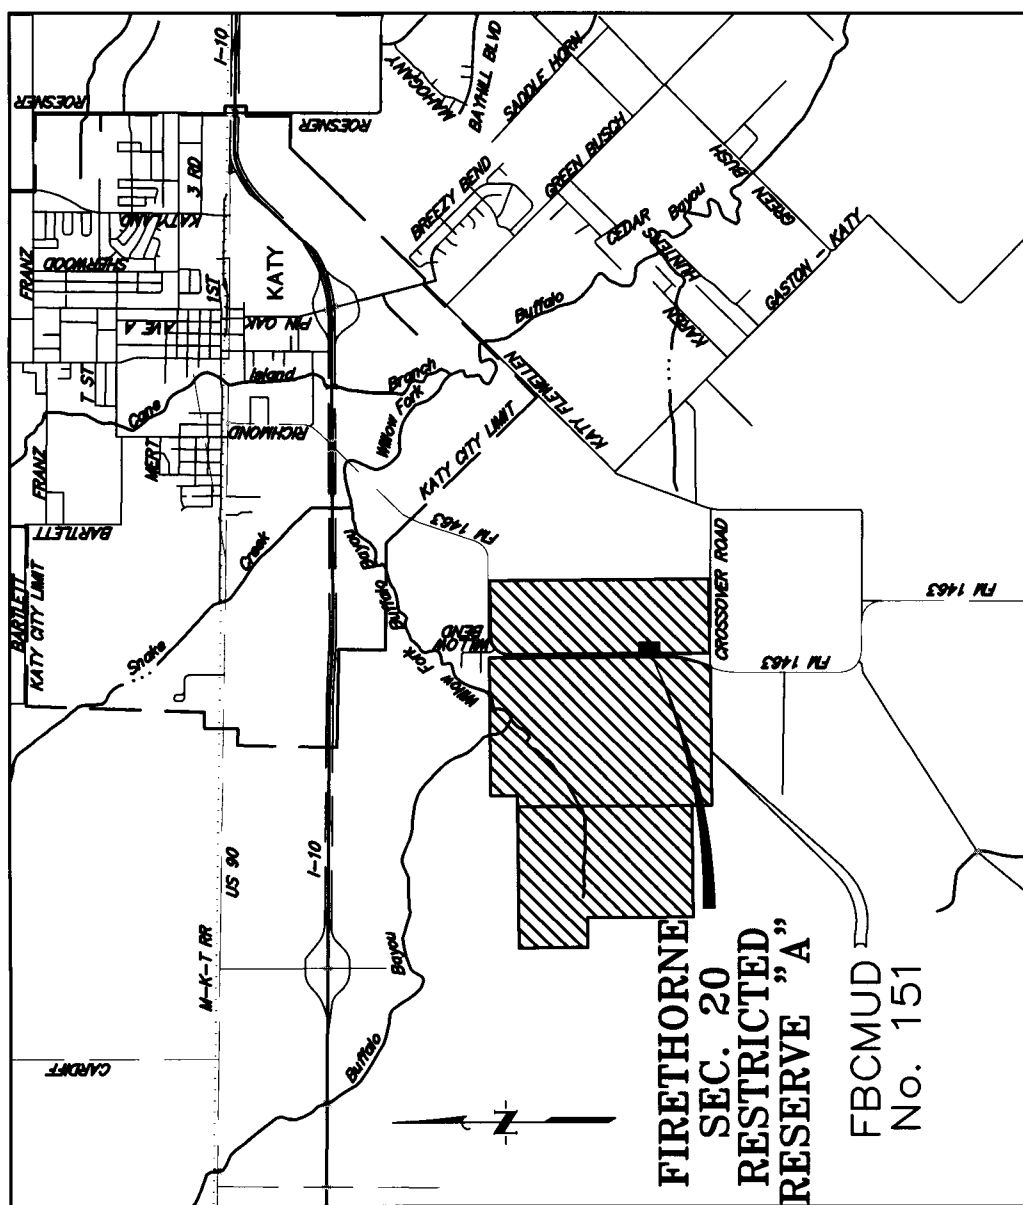 ROESNER
I-10
ROESNER
MAHOGANY
BAYHILL BLVD
SADDLE HORN
3 RD
KATYLAND
SHERWOOD
FRANZ
1ST
KATY
BREEZY BEND
GREEN BUSCH
GREEN BUSH
CEDAR
HUNTERS
Bayou
KAREN
GASTON - KATY
AVE A
PIN OAK
Buffalo
T ST
Cane
Island
Branch
Willow Fork
KATY FLEWELLEN
RICHMOND
MERT
FRANZ
BARTLETT
KATY CITY LIMIT
FM 1463
Creek
Bayou
Buffalo
BARTLETT
KATY CITY LIMIT
Snake
WILLOW
BEND
Willow Fork
CROSSOVER ROAD
FM 1463
FM 1463
US 90
I-10
M-K-T RR
Bayou
Buffalo
CARDIFF
N
FIRETHORNE
SEC. 20
RESTRICTED
RESERVE "A"
FBCMUD
No. 151